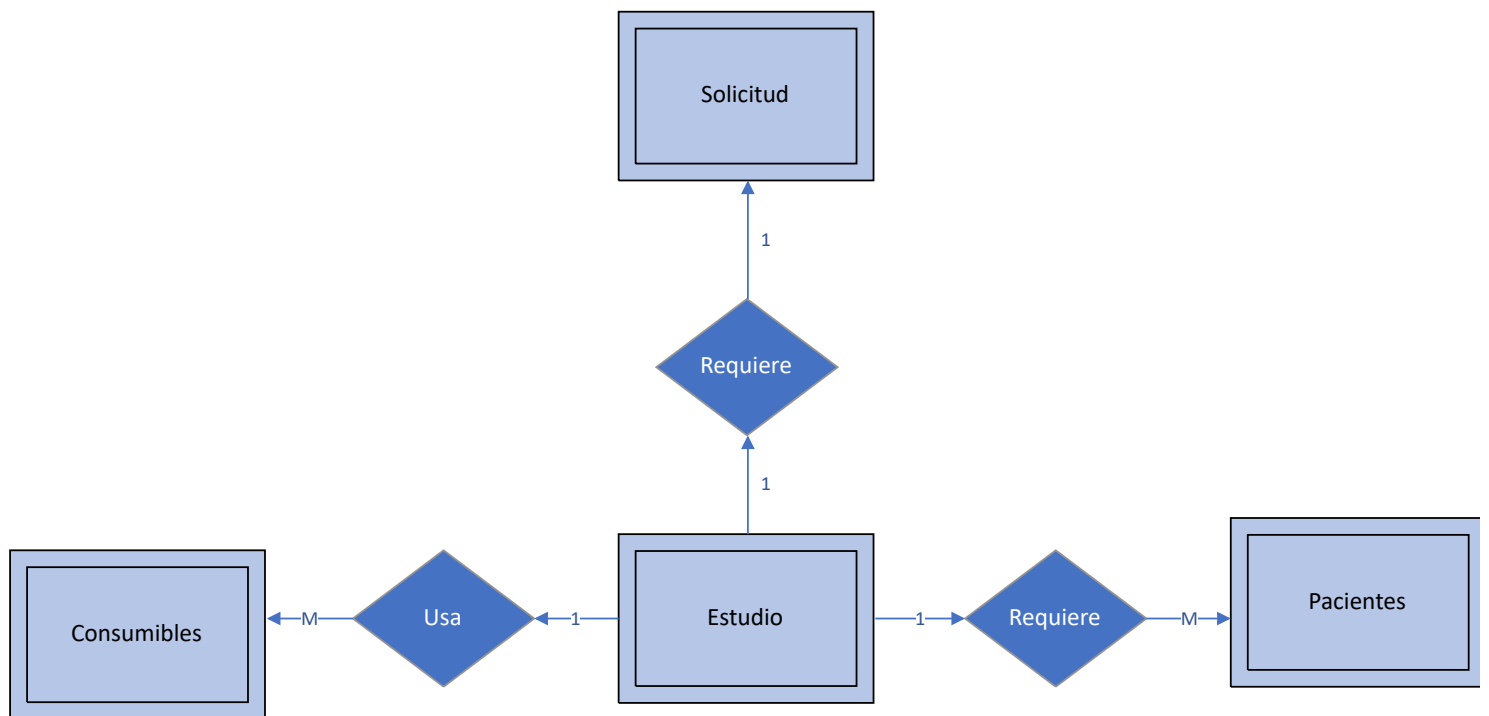 Solicitud
1
Requiere
1
Consumibles
M
Usa
1
Estudio
1
Requiere
M
Pacientes